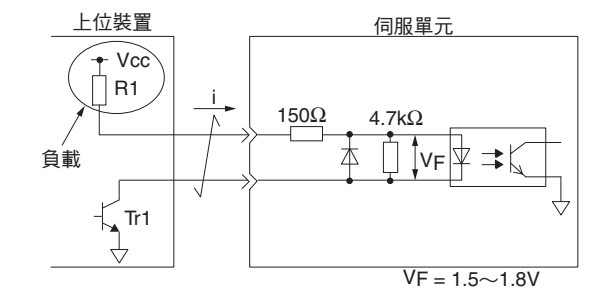 上位裝置
伺服單元
Vcc
R1
i
150Ω
4.7kΩ
負載
VF
Tr1
VF = 1.5～1.8V